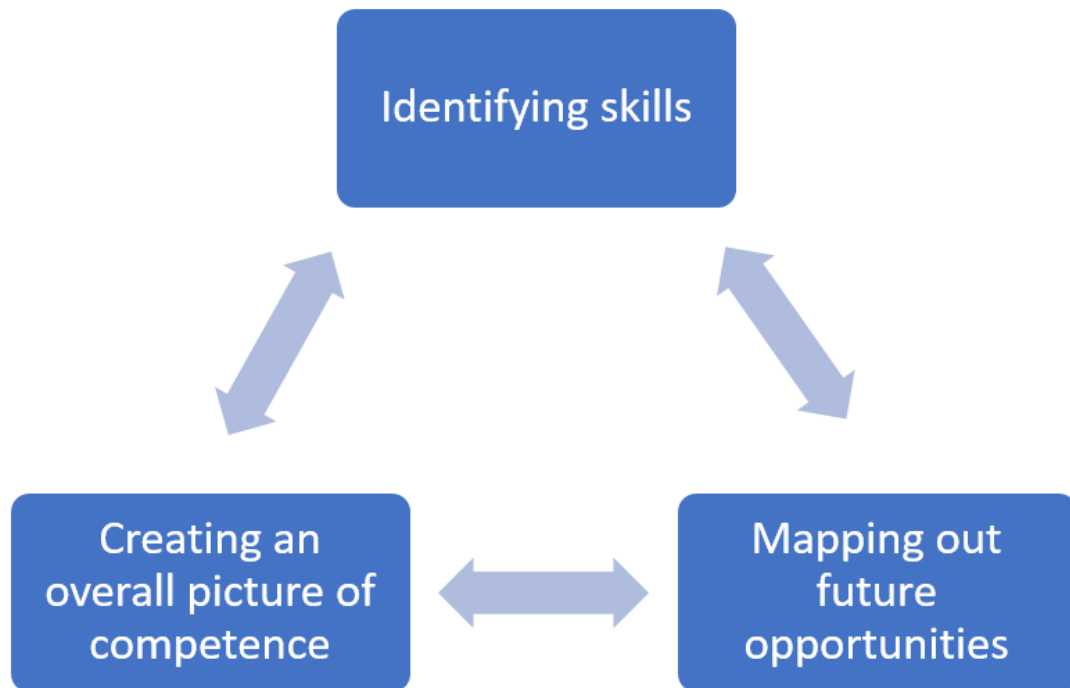 Identifying skills
Creating an
overall picture of
competence
Mapping out
future
opportunities